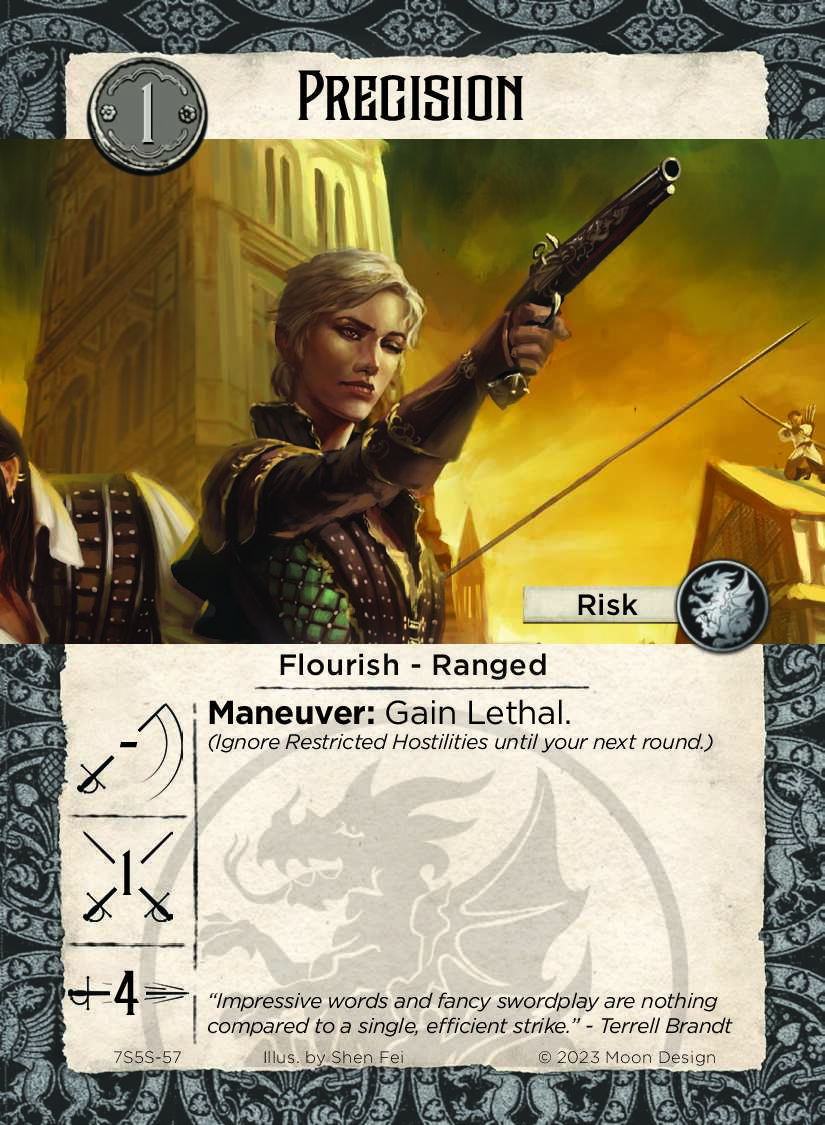 1
PRECISION
Risk
Flourish - Ranged
Maneuver: Gain Lethal.
(Ignore Restricted Hostilities until your next round.)
-
1
4
“Impressive words and fancy swordplay are nothing
compared to a single, efficient strike.” - Terrell Brandt
7S5S-57 Illus. by Shen Fei © 2023 Moon Design